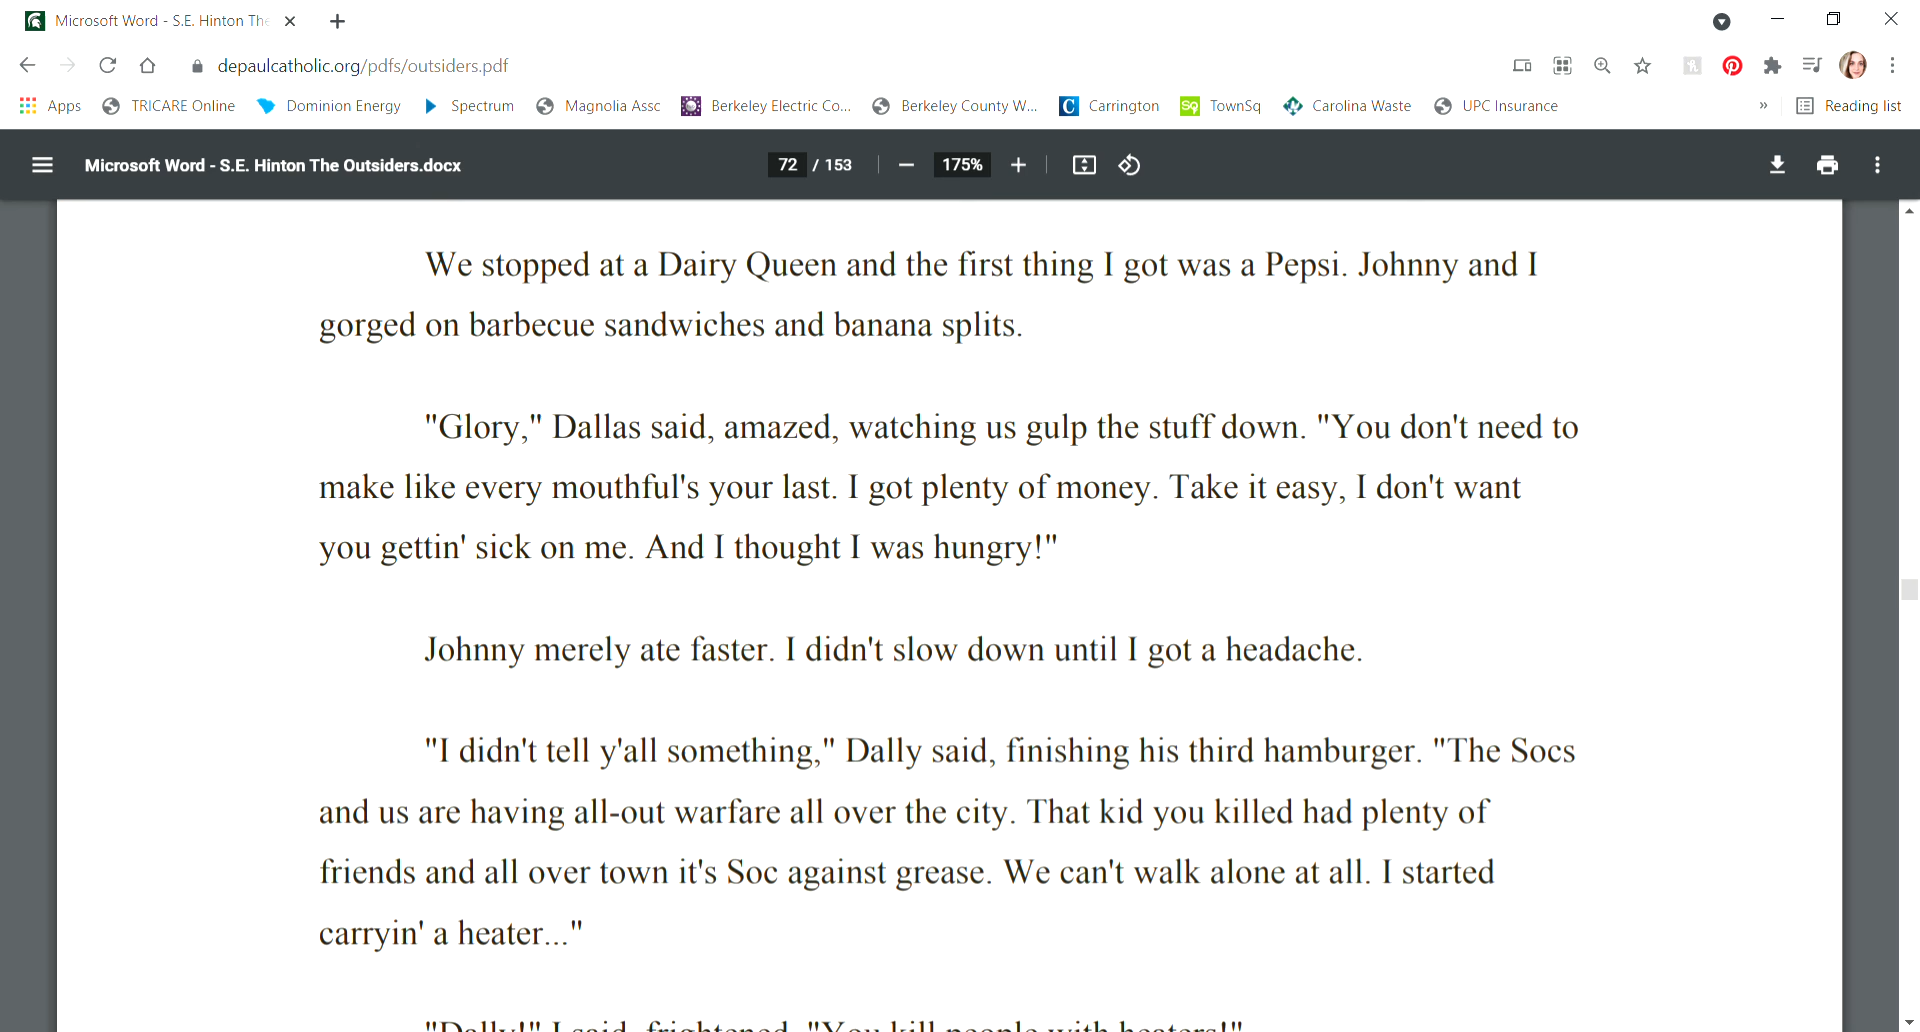 Microsoft Word - S.E. Hinton The
depaulcatholic.org/pdfs/outsiders.pdf
Apps TRICARE Online Dominion Energy Spectrum Magnolia Assc Berkeley Electric Co... Berkeley County W... Carrington TownSq Carolina Waste UPC Insurance » Reading list
Microsoft Word - S.E. Hinton The Outsiders.docx 72 / 153 175%
We stopped at a Dairy Queen and the first thing I got was a Pepsi. Johnny and I
gorged on barbecue sandwiches and banana splits.
"Glory," Dallas said, amazed, watching us gulp the stuff down. "You don't need to
make like every mouthful's your last. I got plenty of money. Take it easy, I don't want
you gettin' sick on me. And I thought I was hungry!"
Johnny merely ate faster. I didn't slow down until I got a headache.
"I didn't tell y'all something," Dally said, finishing his third hamburger. "The Socs
and us are having all-out warfare all over the city. That kid you killed had plenty of
friends and all over town it's Soc against grease. We can't walk alone at all. I started
carryin' a heater..."
"Dally!" I said, frightened. "You kill people with heaters!"